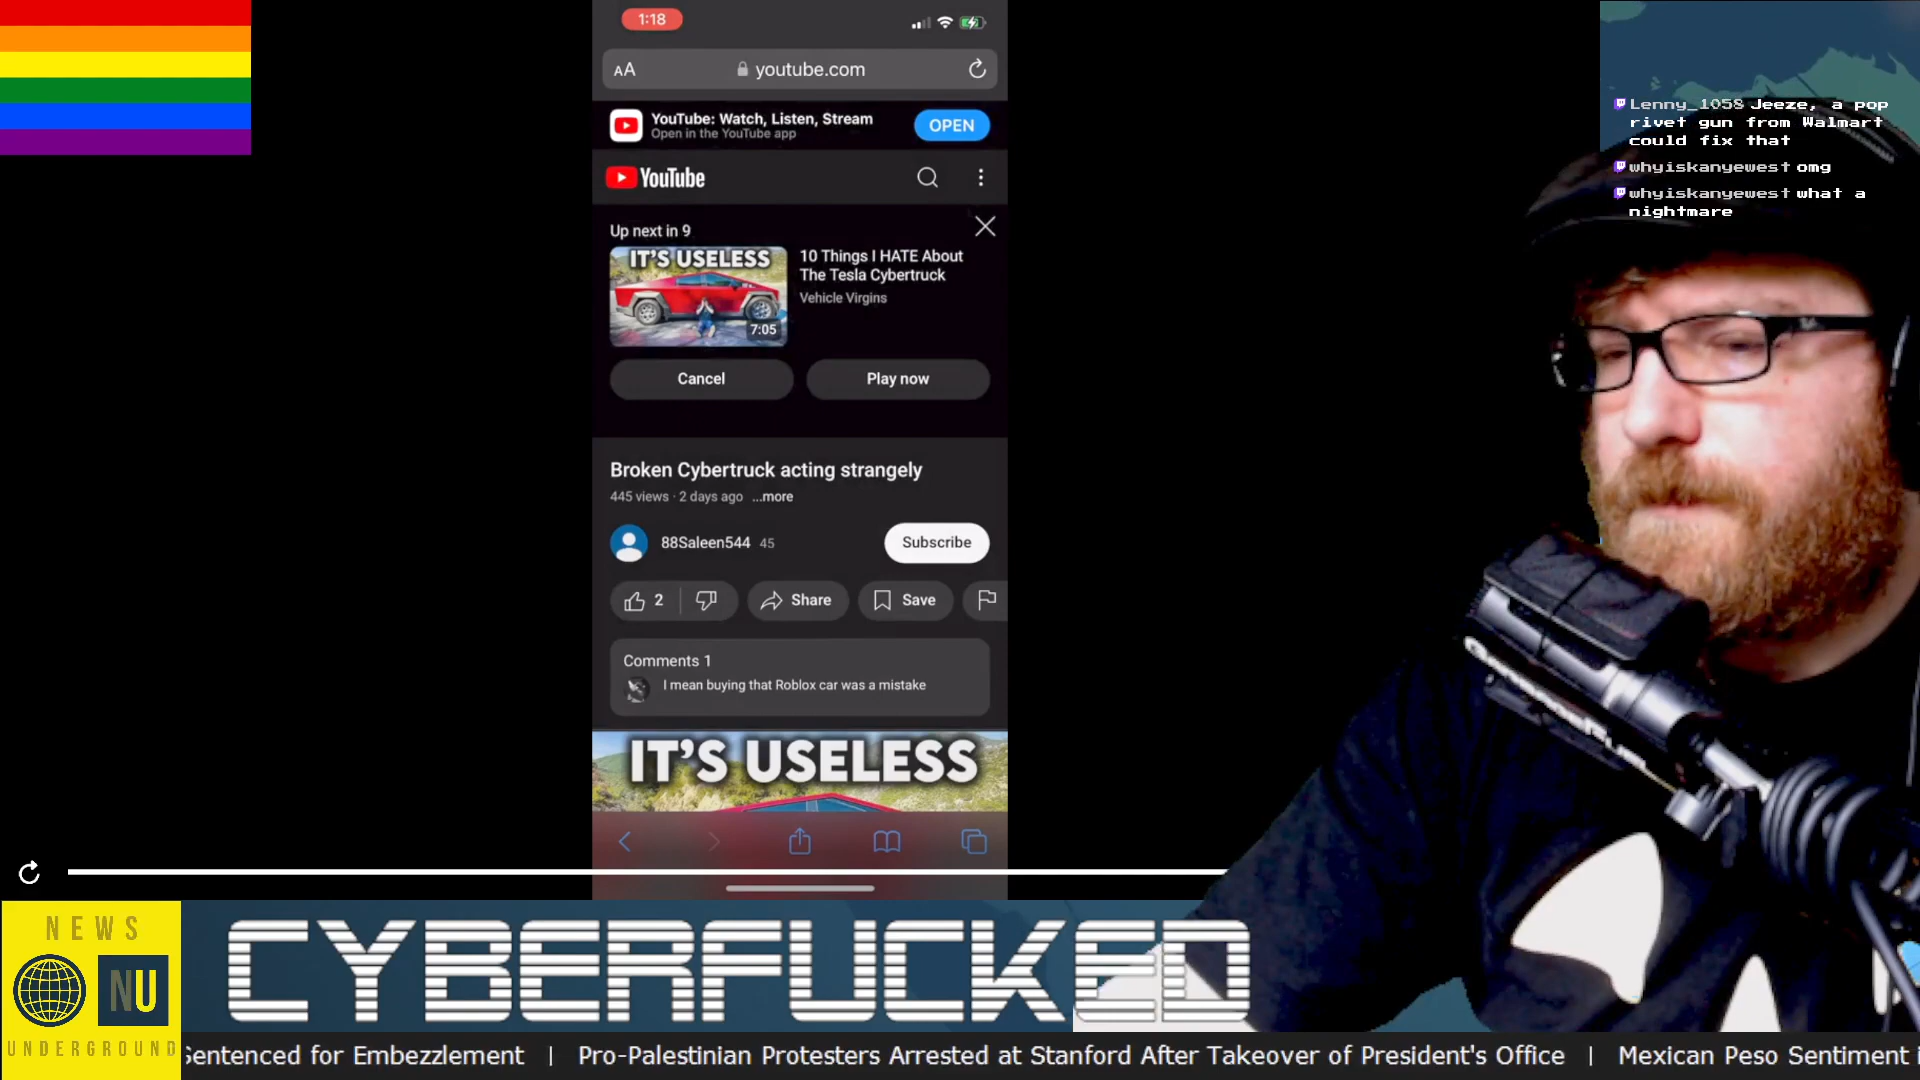 1:18
AA
youtube.com
YouTube: Watch, Listen, Stream
Open in the YouTube app
OPEN
YouTube
Up next in 9
IT'S USELESS
7:05
10 Things I HATE About
The Tesla Cybertruck
Vehicle Virgins
Cancel
Play now
Broken Cybertruck acting strangely
445 views · 2 days ago ...more
88Saleen544 45
Subscribe
2
Share
Save
Comments 1
I mean buying that Roblox car was a mistake
IT'S USELESS
Lenny_1058 Jeeze, a pop
rivet gun from Walmart
could fix that
whyiskanyewest omg
whyiskanyewest what a
nightmare
NEWS
NU
UNDERGROUND
CYBERFUCKED
Sentenced for Embezzlement | Pro-Palestinian Protesters Arrested at Stanford After Takeover of President's Office | Mexican Peso Sentiment i